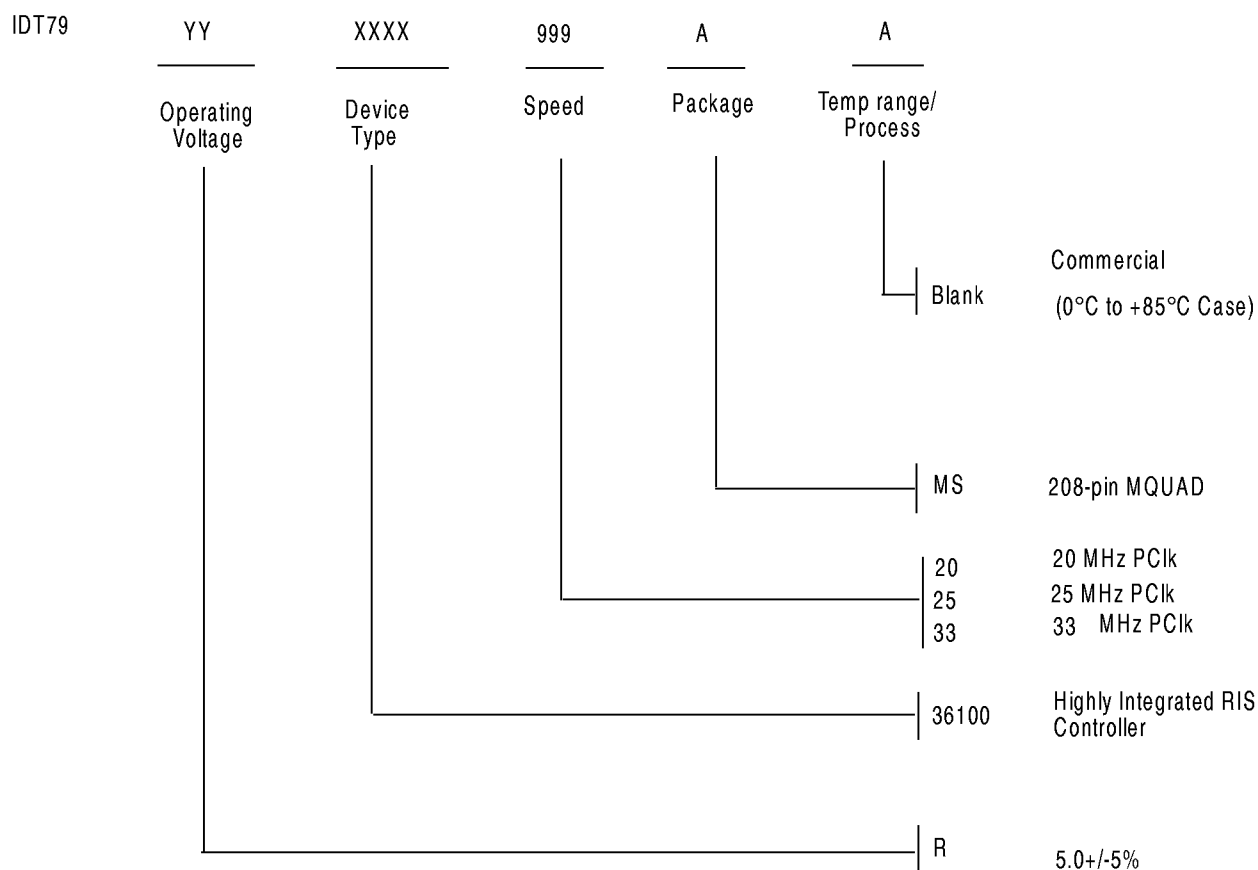 IDT79 YY XXXX 999 A A
Operating Voltage
Device Type
Speed
Package
Temp range/ Process
Blank Commercial
(0°C to +85°C Case)
MS 208-pin MQUAD
20 20 MHz PClk
25 25 MHz PClk
33 33 MHz PClk
36100 Highly Integrated RIS
Controller
R 5.0+/-5%